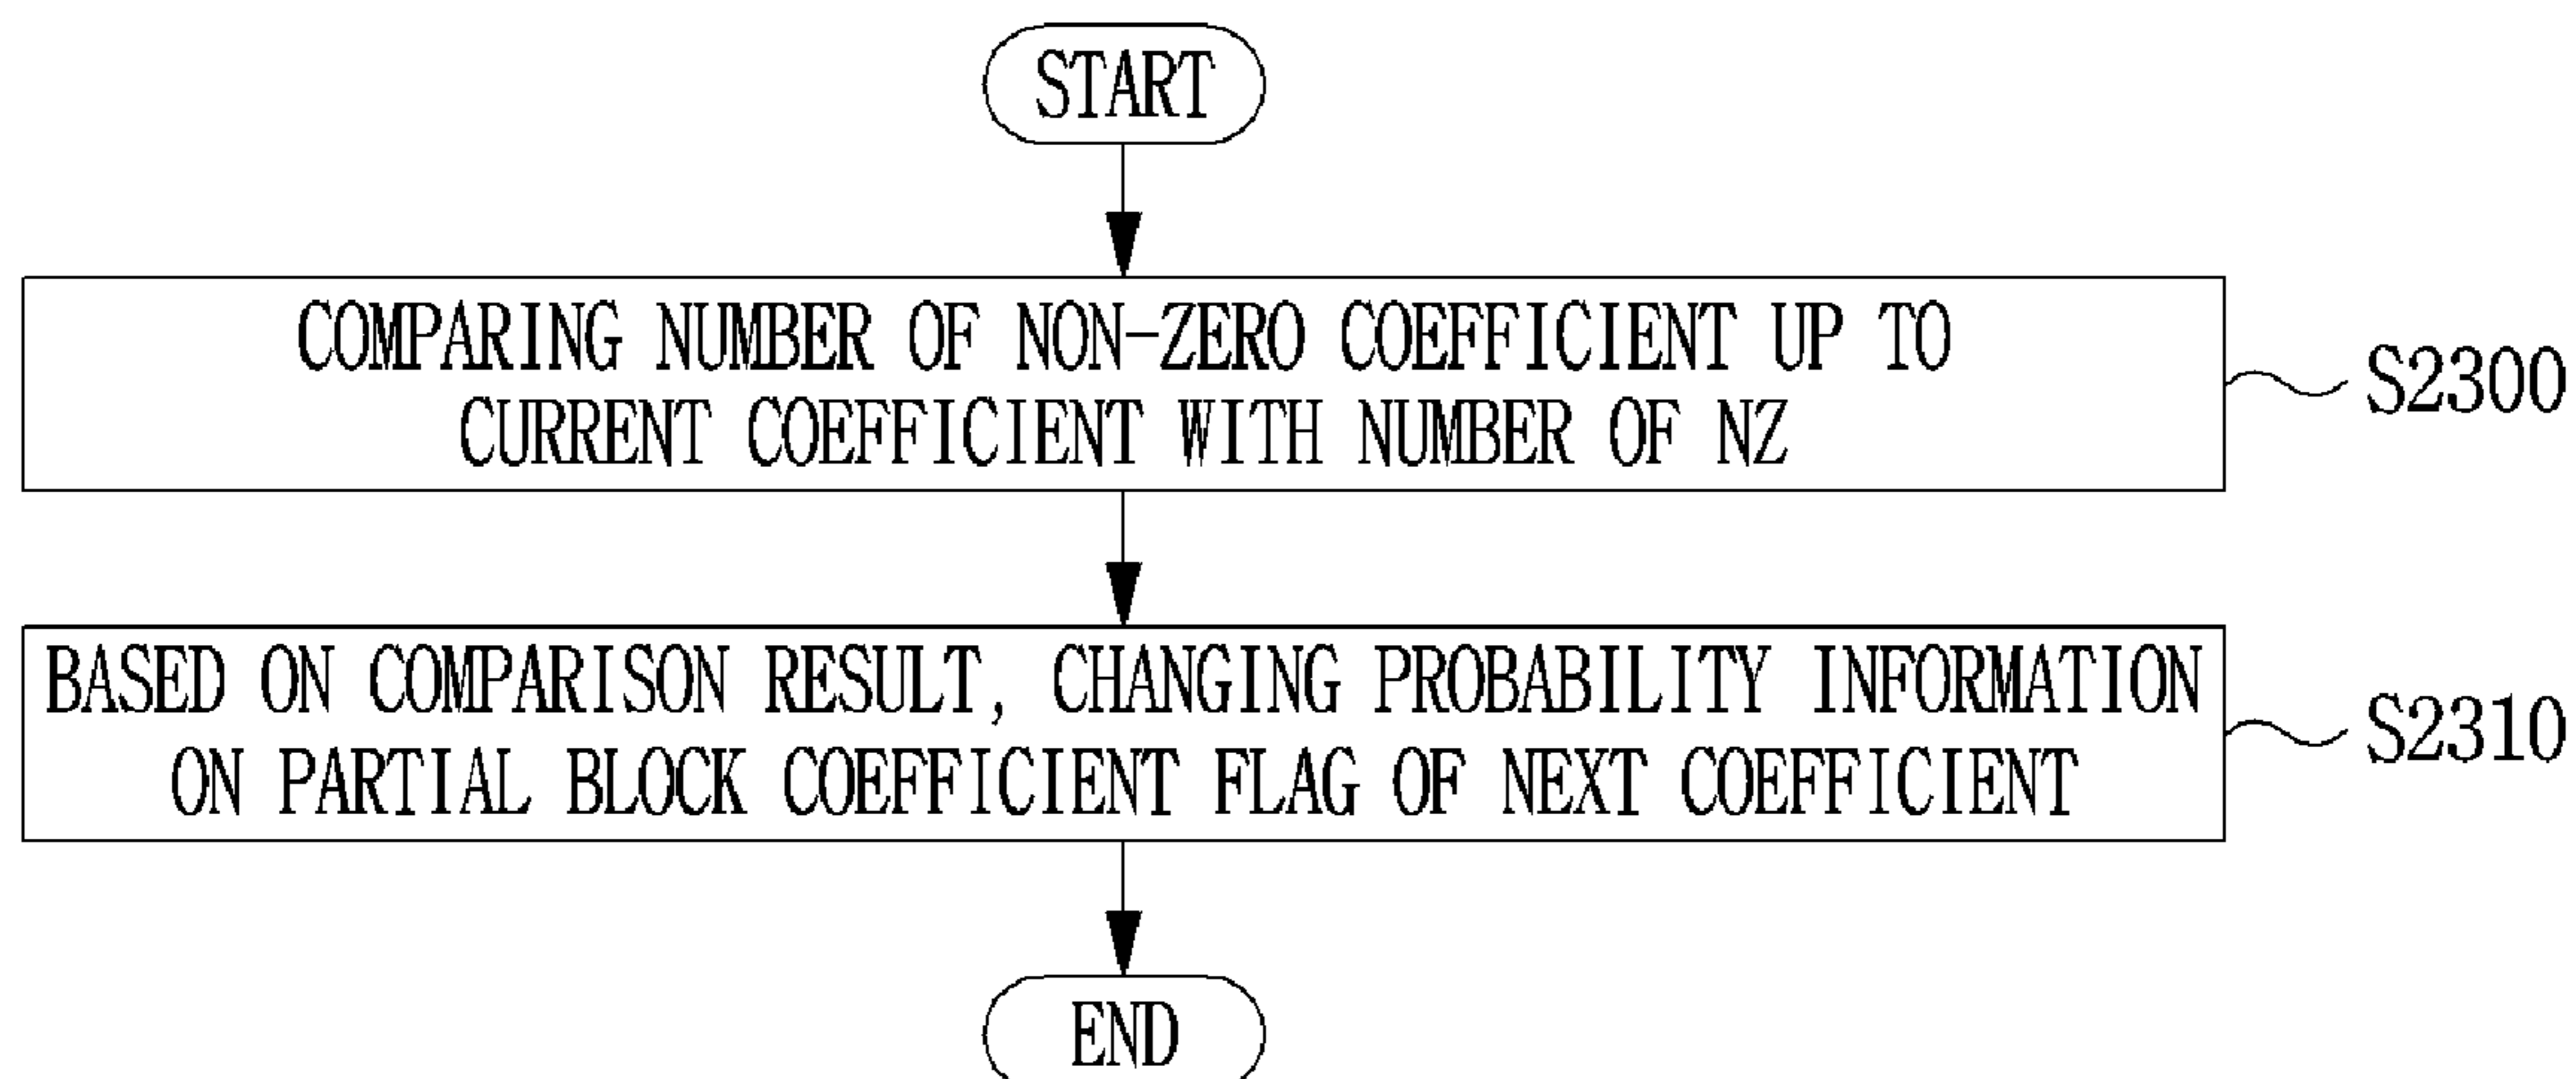 START
COMPARING NUMBER OF NON-ZERO COEFFICIENT UP TO
CURRENT COEFFICIENT WITH NUMBER OF NZ
S2300
BASED ON COMPARISON RESULT, CHANGING PROBABILITY INFORMATION
ON PARTIAL BLOCK COEFFICIENT FLAG OF NEXT COEFFICIENT
S2310
END